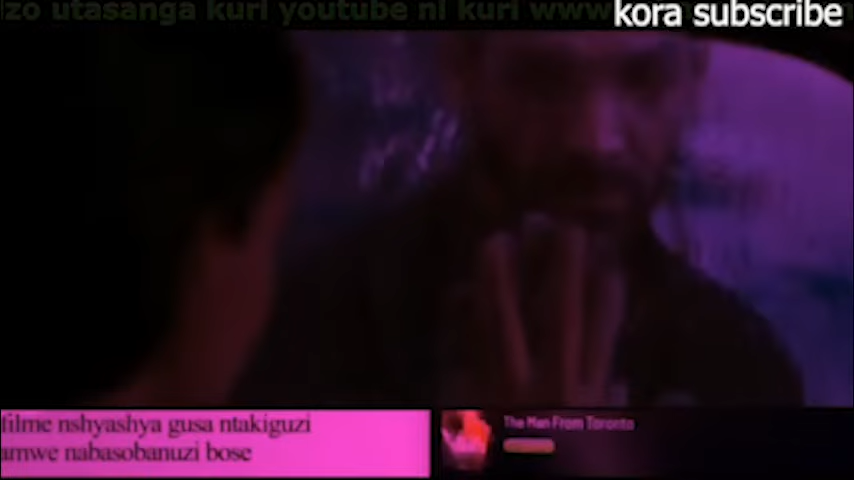 izo utasanga kuri youtube ni kuri www
kora subscribe
filme nshyashya gusa ntakiguzi
amwe nabasobanuzi bose
The Man From Toronto